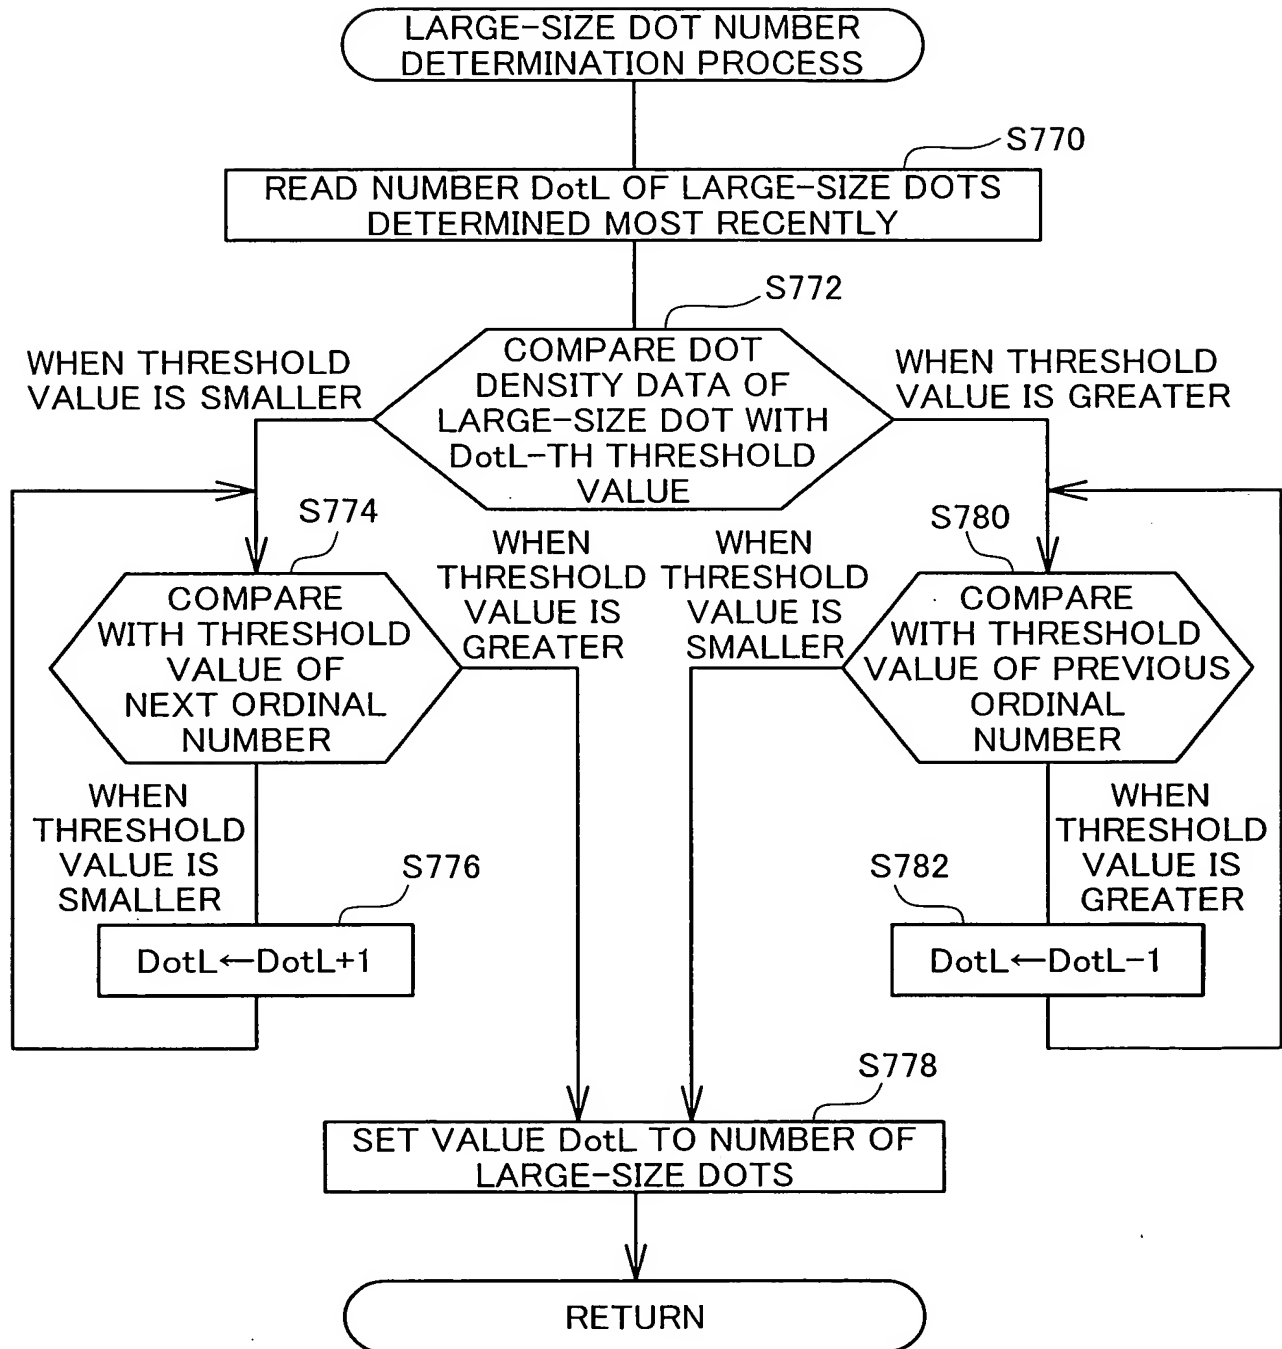 LARGE-SIZE DOT NUMBER
DETERMINATION PROCESS
S770
READ NUMBER DotL OF LARGE-SIZE DOTS
DETERMINED MOST RECENTLY
S772
COMPARE DOT
DENSITY DATA OF
LARGE-SIZE DOT WITH
DotL-TH THRESHOLD
VALUE
WHEN THRESHOLD
VALUE IS SMALLER
WHEN THRESHOLD
VALUE IS GREATER
S774
COMPARE
WITH THRESHOLD
VALUE OF
NEXT ORDINAL
NUMBER
WHEN
THRESHOLD
VALUE IS
GREATER
WHEN
THRESHOLD
VALUE IS
SMALLER
S780
COMPARE
WITH THRESHOLD
VALUE OF PREVIOUS
ORDINAL
NUMBER
WHEN
THRESHOLD
VALUE IS
SMALLER
S776
DotL←DotL+1
WHEN
THRESHOLD
VALUE IS
GREATER
S782
DotL←DotL-1
S778
SET VALUE DotL TO NUMBER OF
LARGE-SIZE DOTS
RETURN